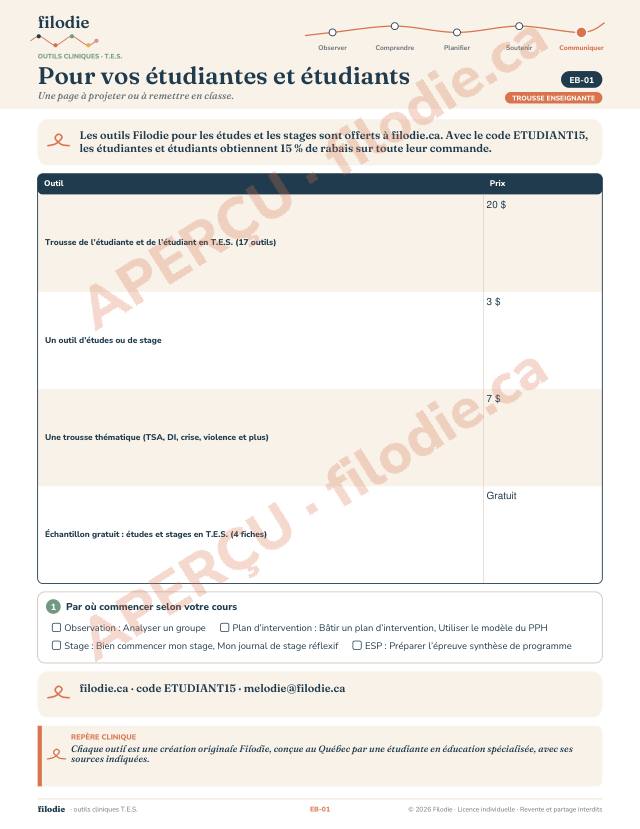 filodie
OUTILS CLINIQUES · T.E.S.
Observer Comprendre Planifier Soutenir Communiquer
Pour vos étudiantes et étudiants
Une page à projeter ou à remettre en classe.
EB-01
TROUSSE ENSEIGNANTE
Les outils Filodie pour les études et les stages sont offerts à filodie.ca. Avec le code ETUDIANT15,
les étudiantes et étudiants obtiennent 15 % de rabais sur toute leur commande.
Outil Prix
Trousse de l'étudiante et de l'étudiant en T.E.S. (17 outils) 20 $
Un outil d'études ou de stage 3 $
Une trousse thématique (TSA, DI, crise, violence et plus) 7 $
Échantillon gratuit : études et stages en T.E.S. (4 fiches) Gratuit
1 Par où commencer selon votre cours
Observation : Analyser un groupe Plan d'intervention : Bâtir un plan d'intervention, Utiliser le modèle du PPH
Stage : Bien commencer mon stage, Mon journal de stage réflexif ESP : Préparer l'épreuve synthèse de programme
filodie.ca · code ETUDIANT15 · melodie@filodie.ca
REPÈRE CLINIQUE
Chaque outil est une création originale Filodie, conçue au Québec par une étudiante en éducation spécialisée, avec ses
sources indiquées.
filodie · outils cliniques T.E.S. EB-01 © 2026 Filodie · Licence individuelle · Revente et partage interdits
APERÇU · filodie.ca
APERÇU · filodie.ca